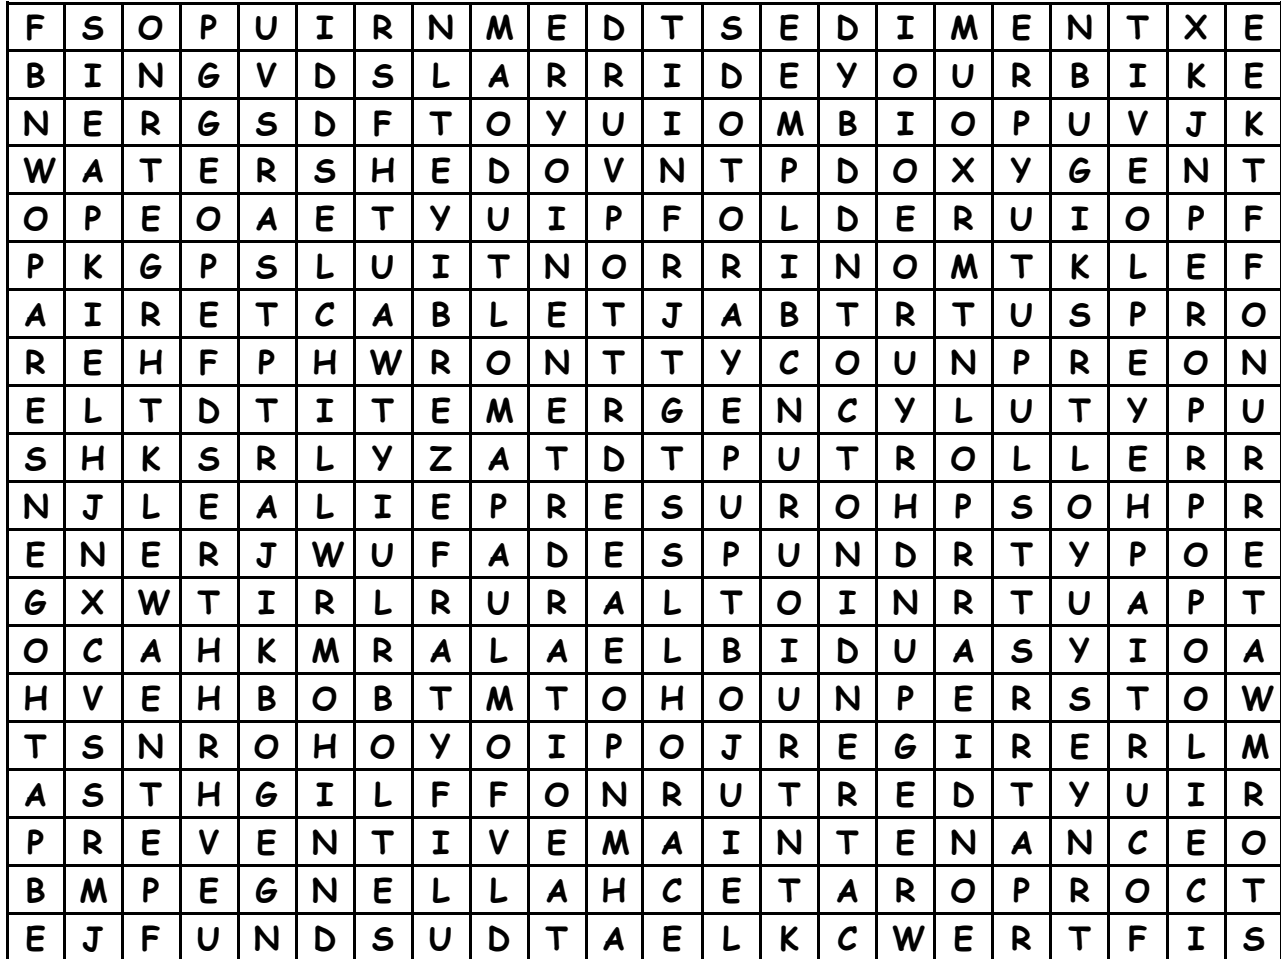 F S O P U I R N M E D T S E D I M E N T X E
B I N G V D S L A R R I D E Y O U R B I K E
N E R G S D F T O Y U I O M B I O P U V J K
W A T E R S H E D O V N T P D O X Y G E N T
O P E O A E T Y U I P F O L D E R U I O P F
P K G P S L U I T N O R R I N O M T K L E F
A I R E T C A B L E T J A B T R T U S P R O
R E H F P H W R O N T T Y C O U N P R E O N
E L T D T I T E M E R G E N C Y L U T Y P U
S H K S R L Y Z A T D T P U T R O L L E R R
N J L E A L I E P R E S U R O H P S O H P R
E N E R J W U F A D E S P U N D R T Y P O E
G X W T I R L R U R A L T O I N R T U A P T
O C A H K M R A L A E L B I D U A S Y I O A
H V E H B O B T M T O H O U N P E R S T O W
T S N R O H O Y O I P O J R E G I R E R L M
A S T H G I L F F O N R U T R E D T Y U I R
P R E V E N T I V E M A I N T E N A N C E O
B M P E G N E L L A H C E T A R O P R O C T
E J F U N D S U D T A E L K C W E R T F I S